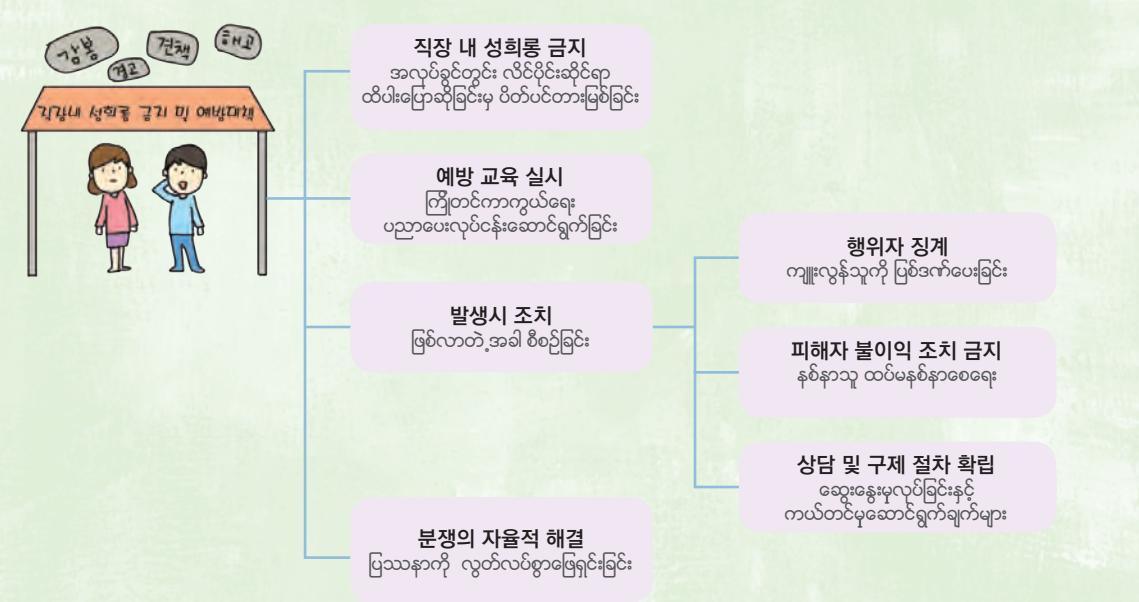 감봉
경고
견책
해고
직장내 성희롱 금지 및 예방대책
직장 내 성희롱 금지
အလုပ်ခွင်တွင်း လိင်ပိုင်းဆိုင်ရာ
ထိပါးပြောဆိုခြင်းမှ ပိတ်ပင်တားမြစ်ခြင်း
예방 교육 실시
ကြိုတင်ကာကွယ်ရေး
ပညာပေးလုပ်ငန်းဆောင်ရွက်ခြင်း
발생시 조치
ဖြစ်လာတဲ့အခါ စီစဉ်ခြင်း
행위자 징계
ကျူးလွန်သူကို ပြစ်ဒဏ်ပေးခြင်း
피해자 불이익 조치 금지
နစ်နာသူ ထပ်မနစ်နာစေရေး
상담 및 구제 절차 확립
ဆွေးနွေးမှုလုပ်ခြင်းနှင့်
ကယ်တင်မှုဆောင်ရွက်ချက်များ
분쟁의 자율적 해결
ပြဿနာကို လွတ်လပ်စွာဖြေရှင်းခြင်း